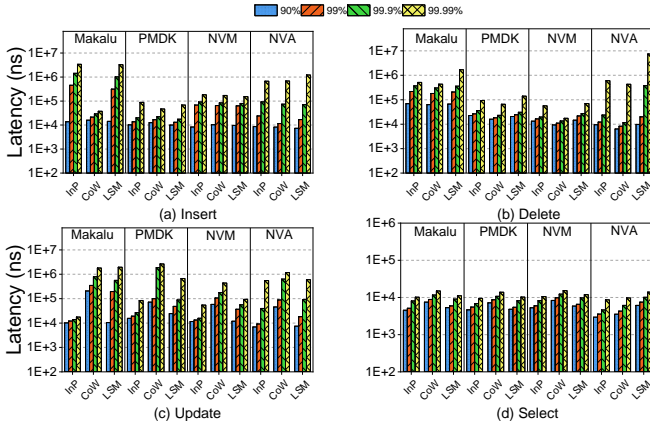 90% 99% 99.9% 99.99%
Makalu PMDK NVM NVA
Latency (ns)
1E+7
1E+6
1E+5
1E+4
1E+3
1E+2
InP CoW LSM InP CoW LSM InP CoW LSM InP CoW LSM
(a) Insert
Makalu PMDK NVM NVA
1E+7
1E+6
1E+5
1E+4
1E+3
1E+2
InP CoW LSM InP CoW LSM InP CoW LSM InP CoW LSM
(b) Delete
Makalu PMDK NVM NVA
Latency (ns)
1E+7
1E+6
1E+5
1E+4
1E+3
1E+2
InP CoW LSM InP CoW LSM InP CoW LSM InP CoW LSM
(c) Update
Makalu PMDK NVM NVA
1E+6
1E+5
1E+4
1E+3
1E+2
InP CoW LSM InP CoW LSM InP CoW LSM InP CoW LSM
(d) Select